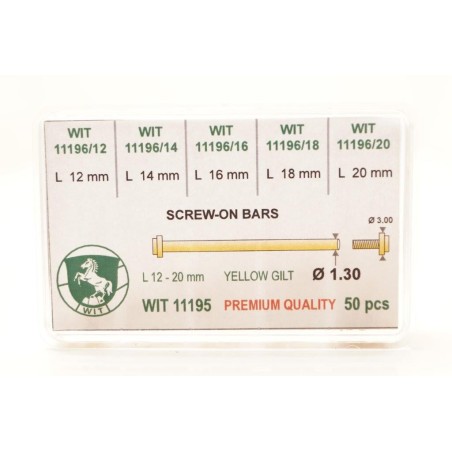 WIT 11196/12 WIT 11196/14 WIT 11196/16 WIT 11196/18 WIT 11196/20
L 12 mm L 14 mm L 16 mm L 18 mm L 20 mm
SCREW-ON BARS
Ø 3.00
L 12 - 20 mm YELLOW GILT Ø 1.30
WIT 11195 PREMIUM QUALITY 50 pcs
WIT